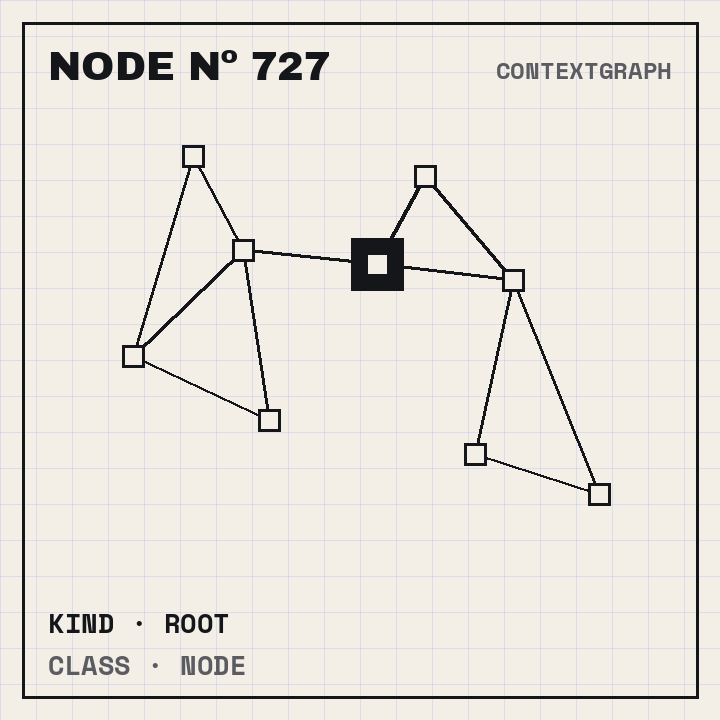 NODE Nº 727
CONTEXTGRAPH
KIND · ROOT
CLASS · NODE